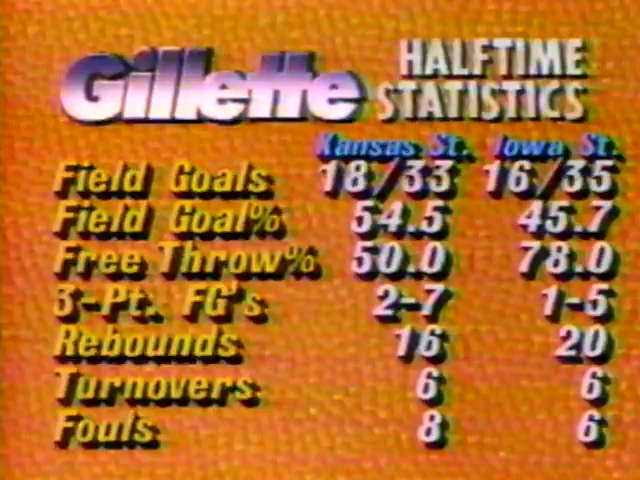 Gillette HALFTIME STATISTICS
Kansas St. Iowa St.
Field Goals 18/33 16/35
Field Goal% 54.5 45.7
Free Throw% 50.0 78.0
3-Pt. FG's 2-7 1-5
Rebounds 16 20
Turnovers 6 6
Fouls 8 6